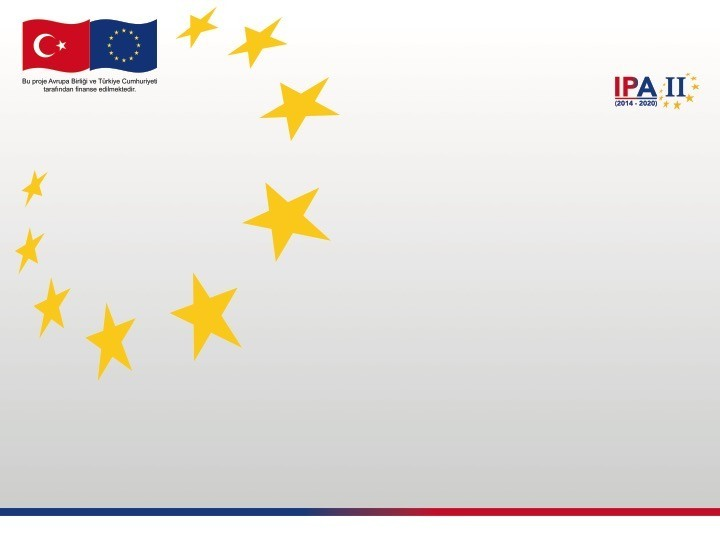 Bu proje Avrupa Birliği ve Türkiye Cumhuriyeti
tarafından finanse edilmektedir.
IPA II
(2014 - 2020)